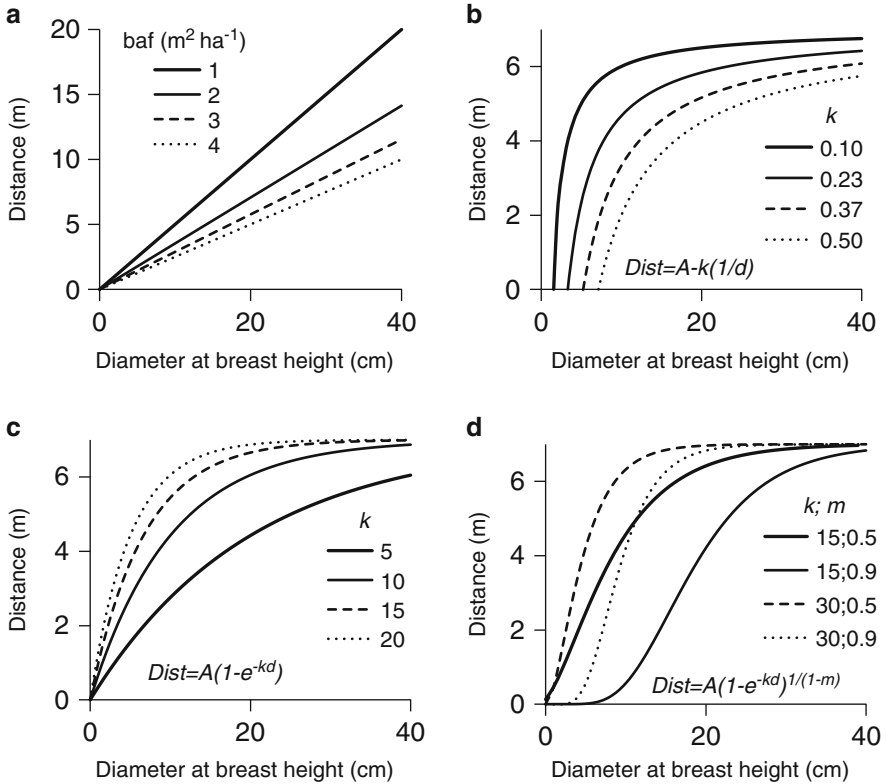 a
baf (m² ha⁻¹)
1
2
3
4
20
15
10
5
0
0 20 40
Distance (m)
Diameter at breast height (cm)
b
6
4
2
0
0 20 40
Distance (m)
k
0.10
0.23
0.37
0.50
Dist=A-k(1/d)
Diameter at breast height (cm)
c
6
4
2
0
0 20 40
Distance (m)
k
5
10
15
20
Dist=A(1-e⁻ᵏᵈ)
Diameter at breast height (cm)
d
6
4
2
0
0 20 40
Distance (m)
k; m
15;0.5
15;0.9
30;0.5
30;0.9
Dist=A(1-e⁻ᵏᵈ)¹/⁽¹⁻ᵐ⁾
Diameter at breast height (cm)